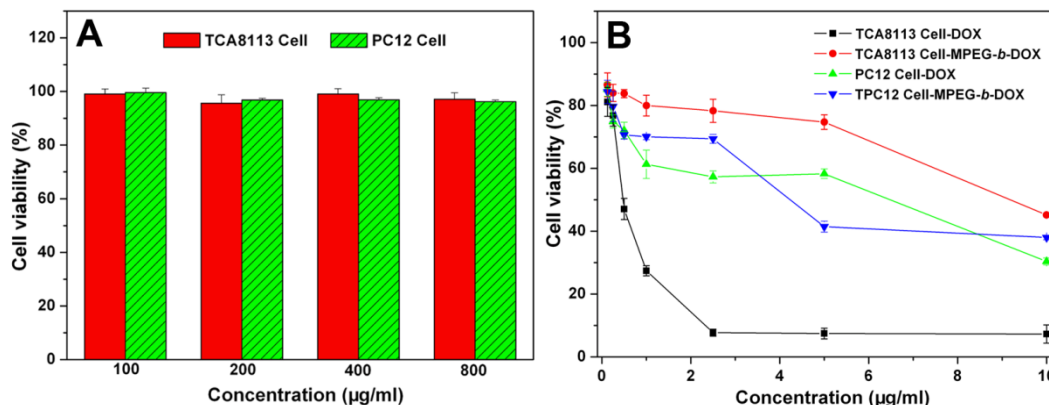 A
TCA8113 Cell
PC12 Cell
120
100
80
60
40
20
0
Cell viability (%)
100
200
400
800
Concentration (µg/ml)
B
TCA8113 Cell-DOX
TCA8113 Cell-MPEG-b-DOX
PC12 Cell-DOX
TPC12 Cell-MPEG-b-DOX
100
80
60
40
20
0
Cell viability (%)
0
2
4
6
8
10
Concentration (µg/ml)